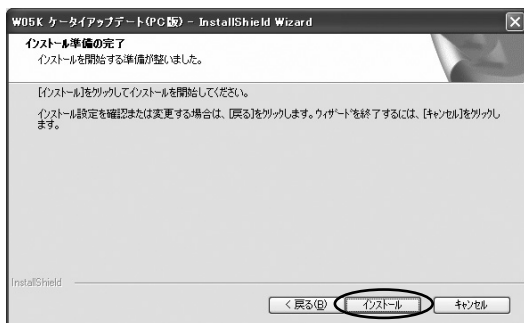 W05K ケータイアップデート(PC版) - InstallShield Wizard
インストール準備の完了
インストールを開始する準備が整いました。
[インストール]をクリックしてインストールを開始してください。
インストール設定を確認または変更する場合は、[戻る]をクリックします。ウィザードを終了するには、[キャンセル]をクリックし
ます。
InstallShield
< 戻る(B)
インストール
キャンセル